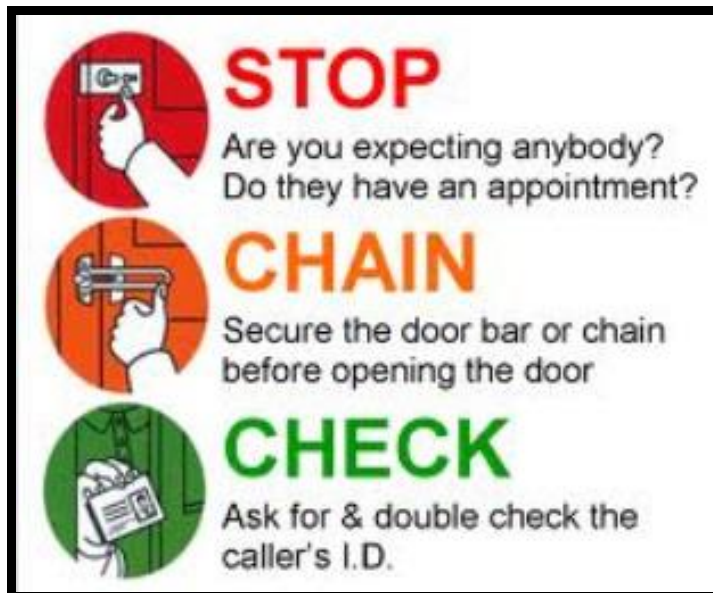 STOP
Are you expecting anybody?
Do they have an appointment?
CHAIN
Secure the door bar or chain
before opening the door
CHECK
Ask for & double check the
caller's I.D.